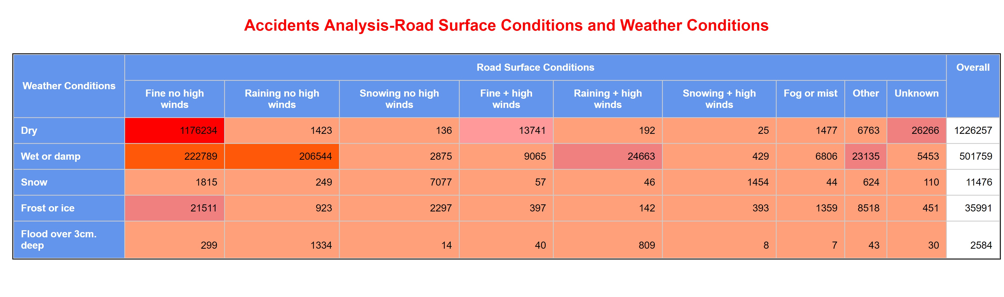 Accidents Analysis-Road Surface Conditions and Weather Conditions
Weather Conditions Road Surface Conditions Overall
Fine no high winds Raining no high winds Snowing no high winds Fine + high winds Raining + high winds Snowing + high winds Fog or mist Other Unknown
Dry 1176234 1423 136 13741 192 25 1477 6763 26266 1226257
Wet or damp 222789 206544 2875 9065 24663 429 6806 23135 5453 501759
Snow 1815 249 7077 57 46 1454 44 624 110 11476
Frost or ice 21511 923 2297 397 142 393 1359 8518 451 35991
Flood over 3cm. deep 299 1334 14 40 809 8 7 43 30 2584